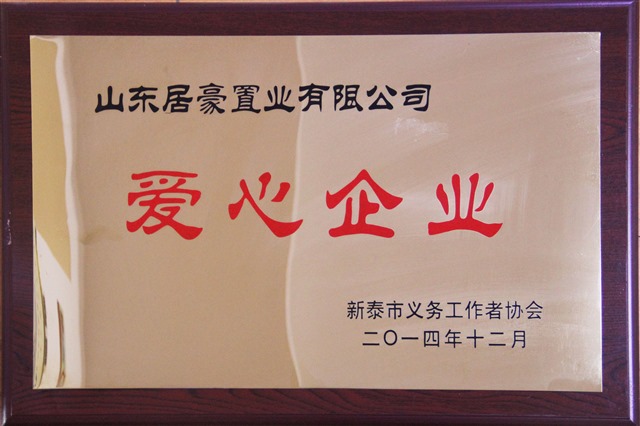 山东居豪置业有限公司
爱心企业
新泰市义务工作者协会
二〇一四年十二月